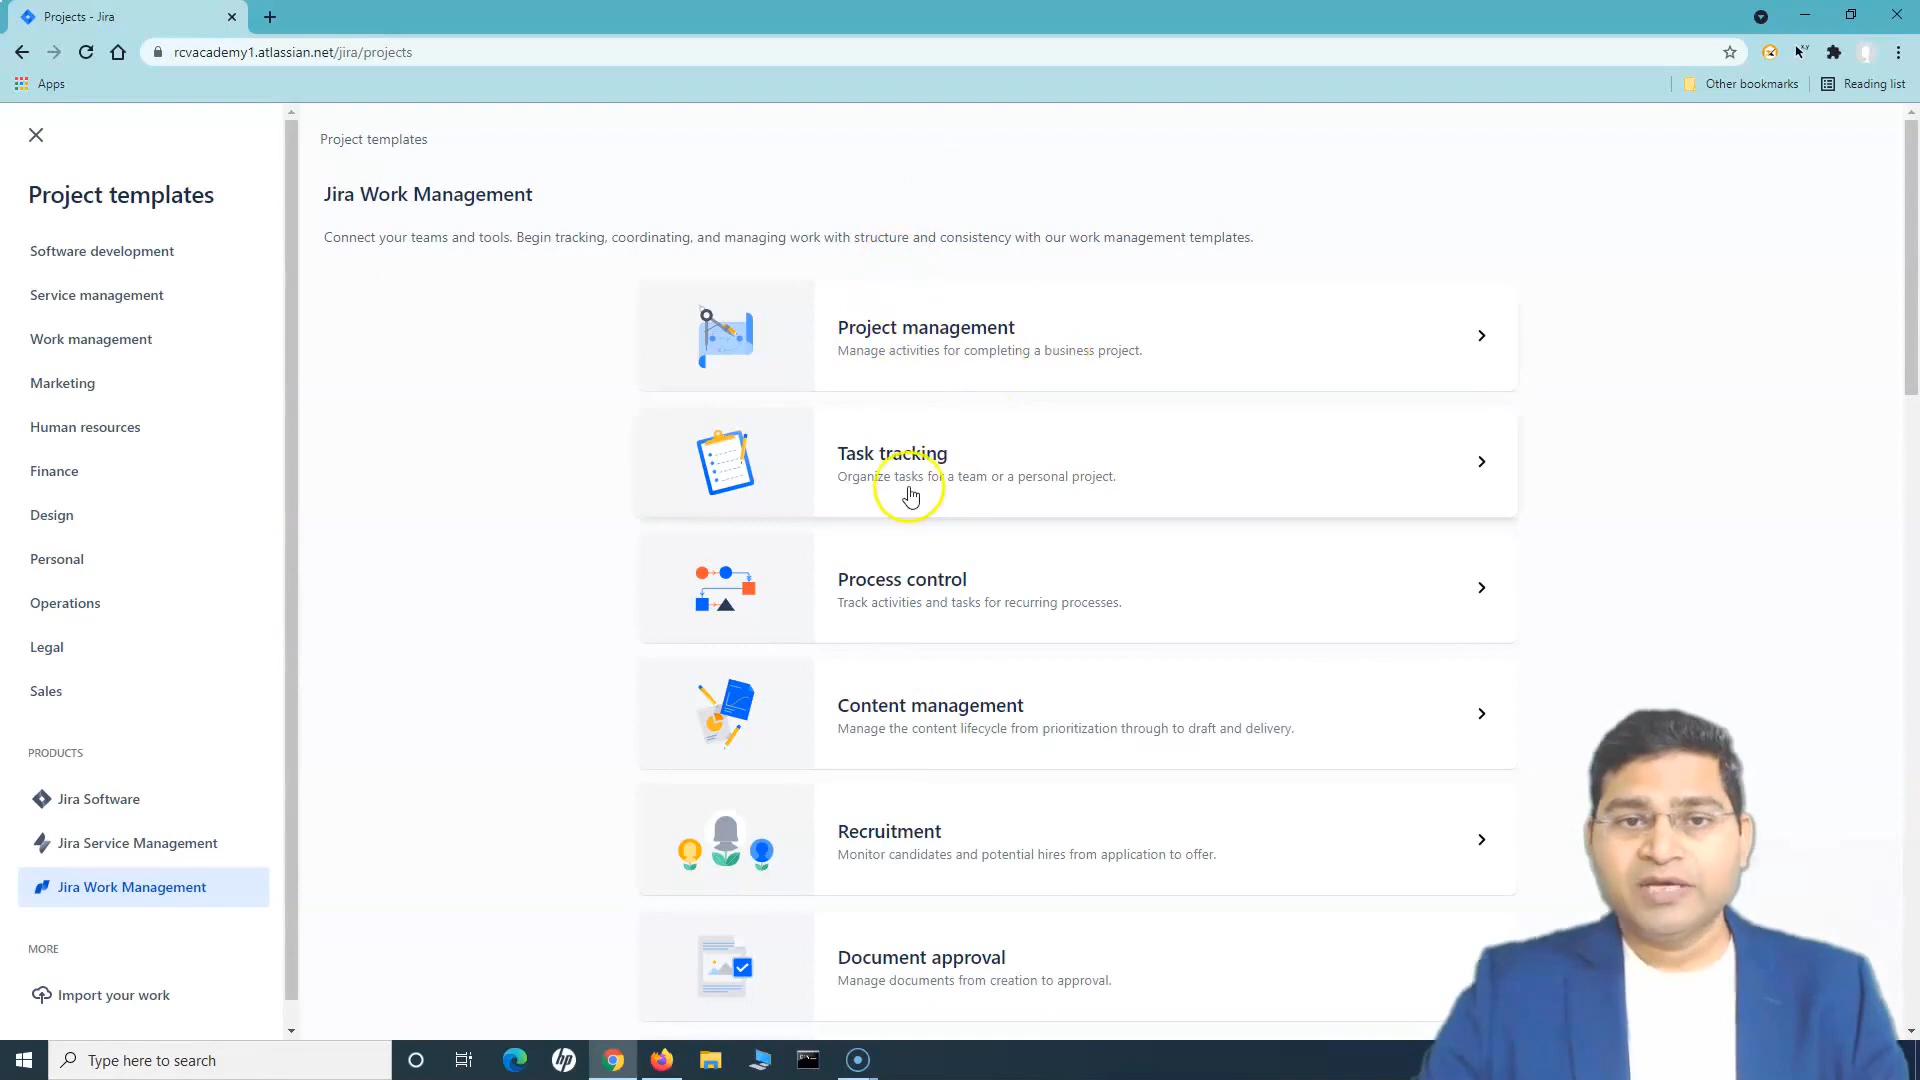 Projects - Jira
rcvacademy1.atlassian.net/jira/projects
Apps
Other bookmarks
Reading list
Project templates
Software development
Service management
Work management
Marketing
Human resources
Finance
Design
Personal
Operations
Legal
Sales
PRODUCTS
Jira Software
Jira Service Management
Jira Work Management
MORE
Import your work
Project templates
Jira Work Management
Connect your teams and tools. Begin tracking, coordinating, and managing work with structure and consistency with our work management templates.
Project management
Manage activities for completing a business project.
Task tracking
Organize tasks for a team or a personal project.
Process control
Track activities and tasks for recurring processes.
Content management
Manage the content lifecycle from prioritization through to draft and delivery.
Recruitment
Monitor candidates and potential hires from application to offer.
Document approval
Manage documents from creation to approval.
Type here to search
hp